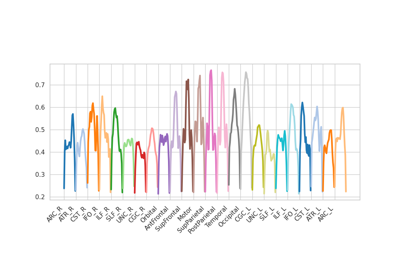 0.7
0.6
0.5
0.4
0.3
0.2
ARC_R
ATR_R
CST_R
IFO_R
ILF_R
SLF_R
UNC_R
CGC_R
Orbital
AntFrontal
SupFrontal
Motor
SupParietal
PostParietal
Temporal
Occipital
CGC_L
UNC_L
SLF_L
ILF_L
IFO_L
CST_L
ATR_L
ARC_L